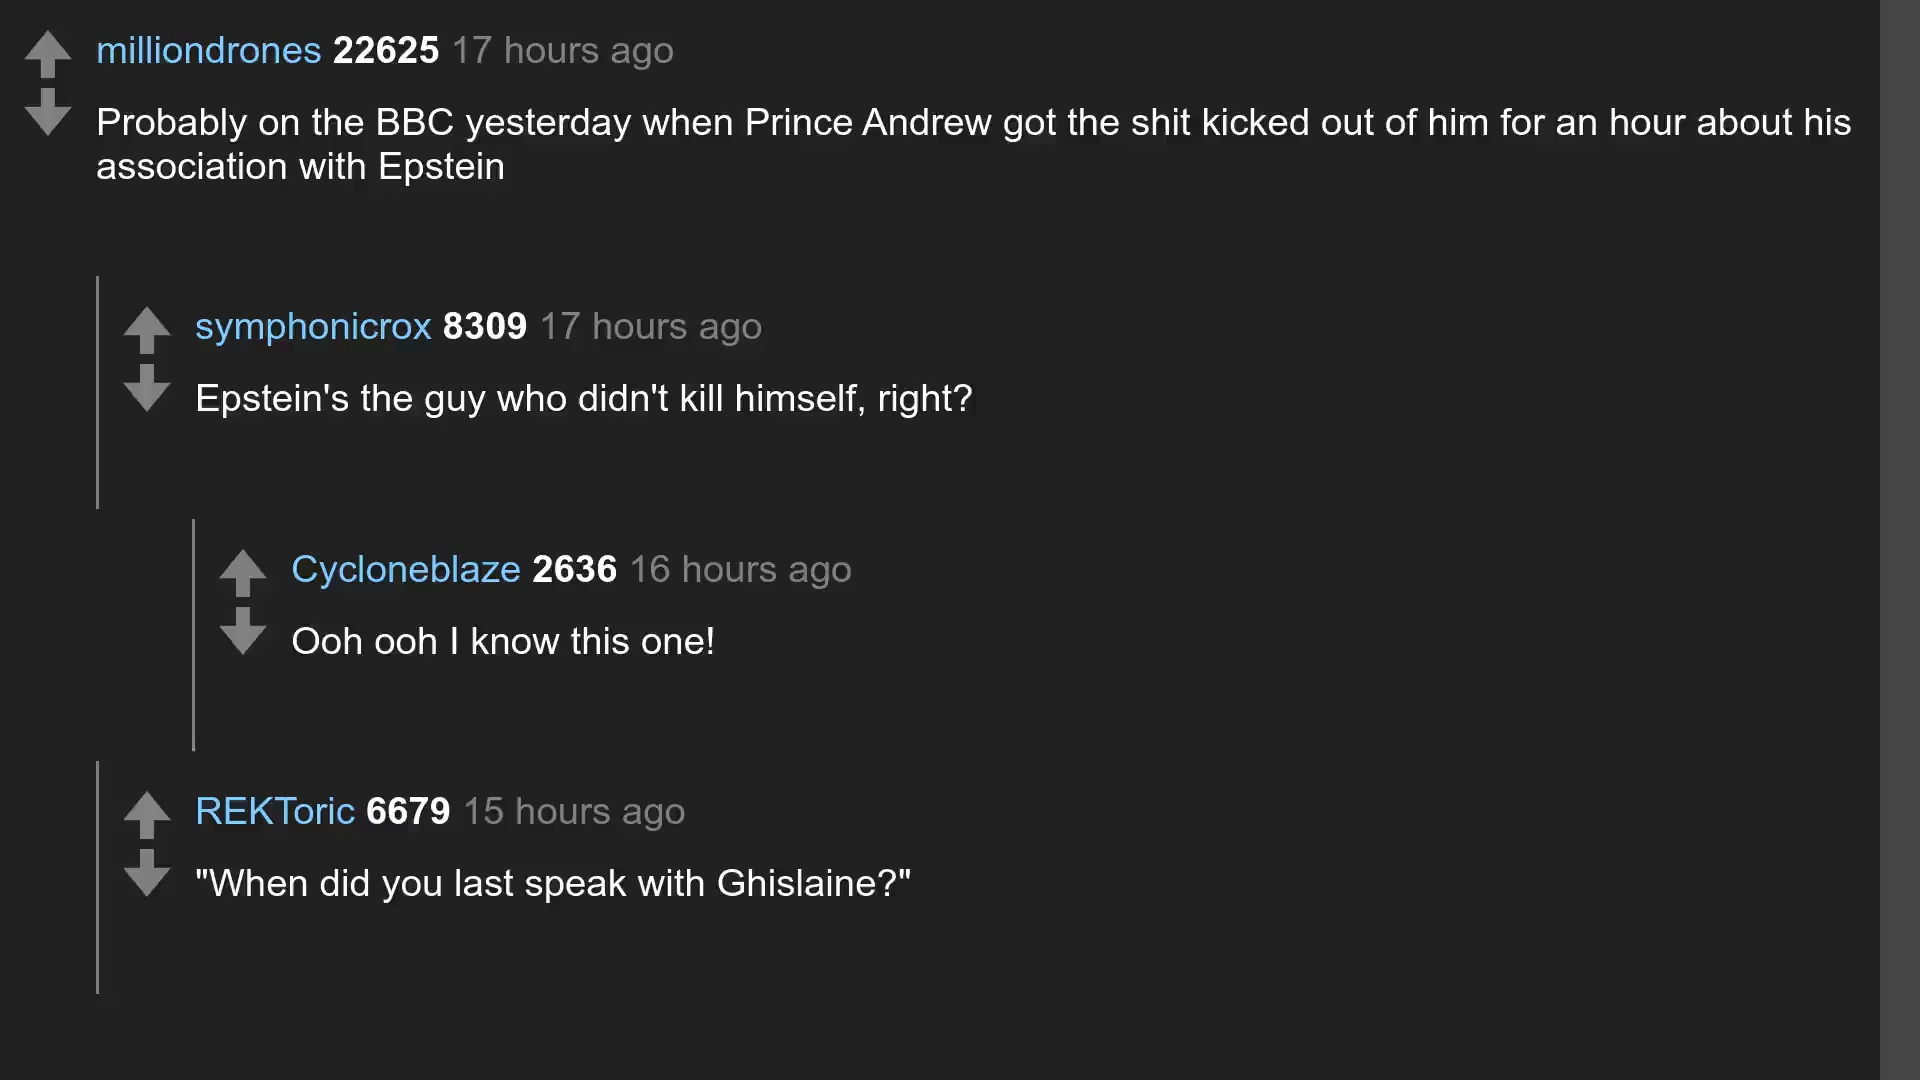 milliondrones 22625 17 hours ago
Probably on the BBC yesterday when Prince Andrew got the shit kicked out of him for an hour about his
association with Epstein
symphonicrox 8309 17 hours ago
Epstein's the guy who didn't kill himself, right?
Cycloneblaze 2636 16 hours ago
Ooh ooh I know this one!
REKToric 6679 15 hours ago
"When did you last speak with Ghislaine?"